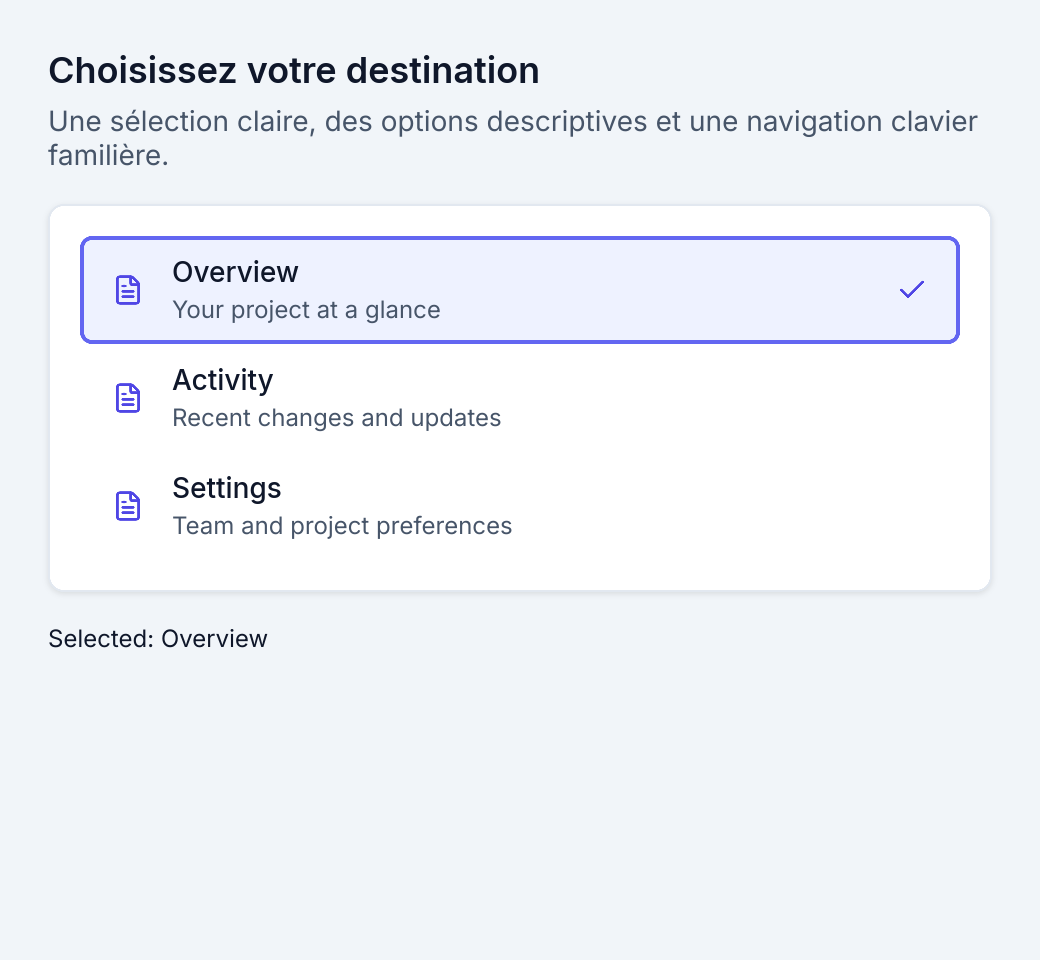 Choisissez votre destination
Une sélection claire, des options descriptives et une navigation clavier
familière.
Overview
Your project at a glance
Activity
Recent changes and updates
Settings
Team and project preferences
Selected: Overview